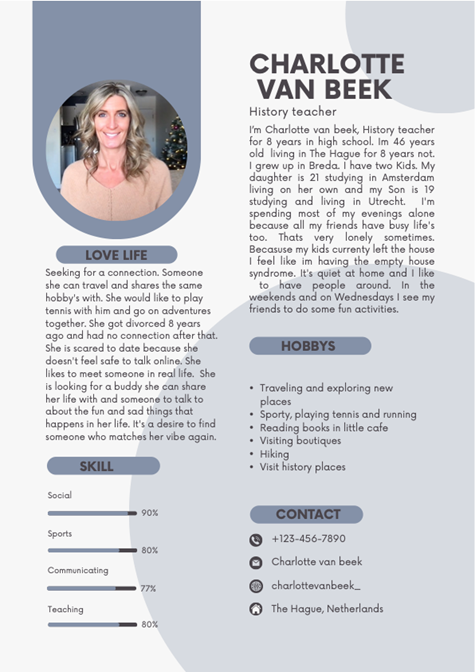 CHARLOTTE
VAN BEEK
History teacher
I'm Charlotte van beek, History teacher
for 8 years in high school. Im 46 years
old living in The Hague for 8 years not.
I grew up in Breda. I have two Kids. My
daughter is 21 studying in Amsterdam
living on her own and my Son is 19
studying and living in Utrecht. I'm
spending most of my evenings alone
because all my friends have busy life's
too. Thats very lonely sometimes.
Becasuse my kids currenty left the house
I feel like im having the empty house
syndrome. It's quiet at home and I like
to have people around. In the
weekends and on Wednesdays I see my
friends to do some fun activities.
LOVE LIFE
Seeking for a connection. Someone
she can travel and shares the same
hobby's with. She would like to play
tennis with him and go on adventures
together. She got divorced 8 years
ago and had no connection after that.
She is scared to date because she
doesn't feel safe to talk online. She
likes to meet someone in real life. She
is looking for a buddy she can share
her life with and someone to talk to
about the fun and sad things that
happens in her life. It's a desire to find
someone who matches her vibe again.
HOBBYS
• Traveling and exploring new
places
• Sporty, playing tennis and running
• Reading books in little cafe
• Visiting boutiques
• Hiking
• Visit history places
SKILL
Social
90%
Sports
80%
Communicating
77%
Teaching
80%
CONTACT
+123-456-7890
Charlotte van beek
charlottevanbeek_
The Hague, Netherlands